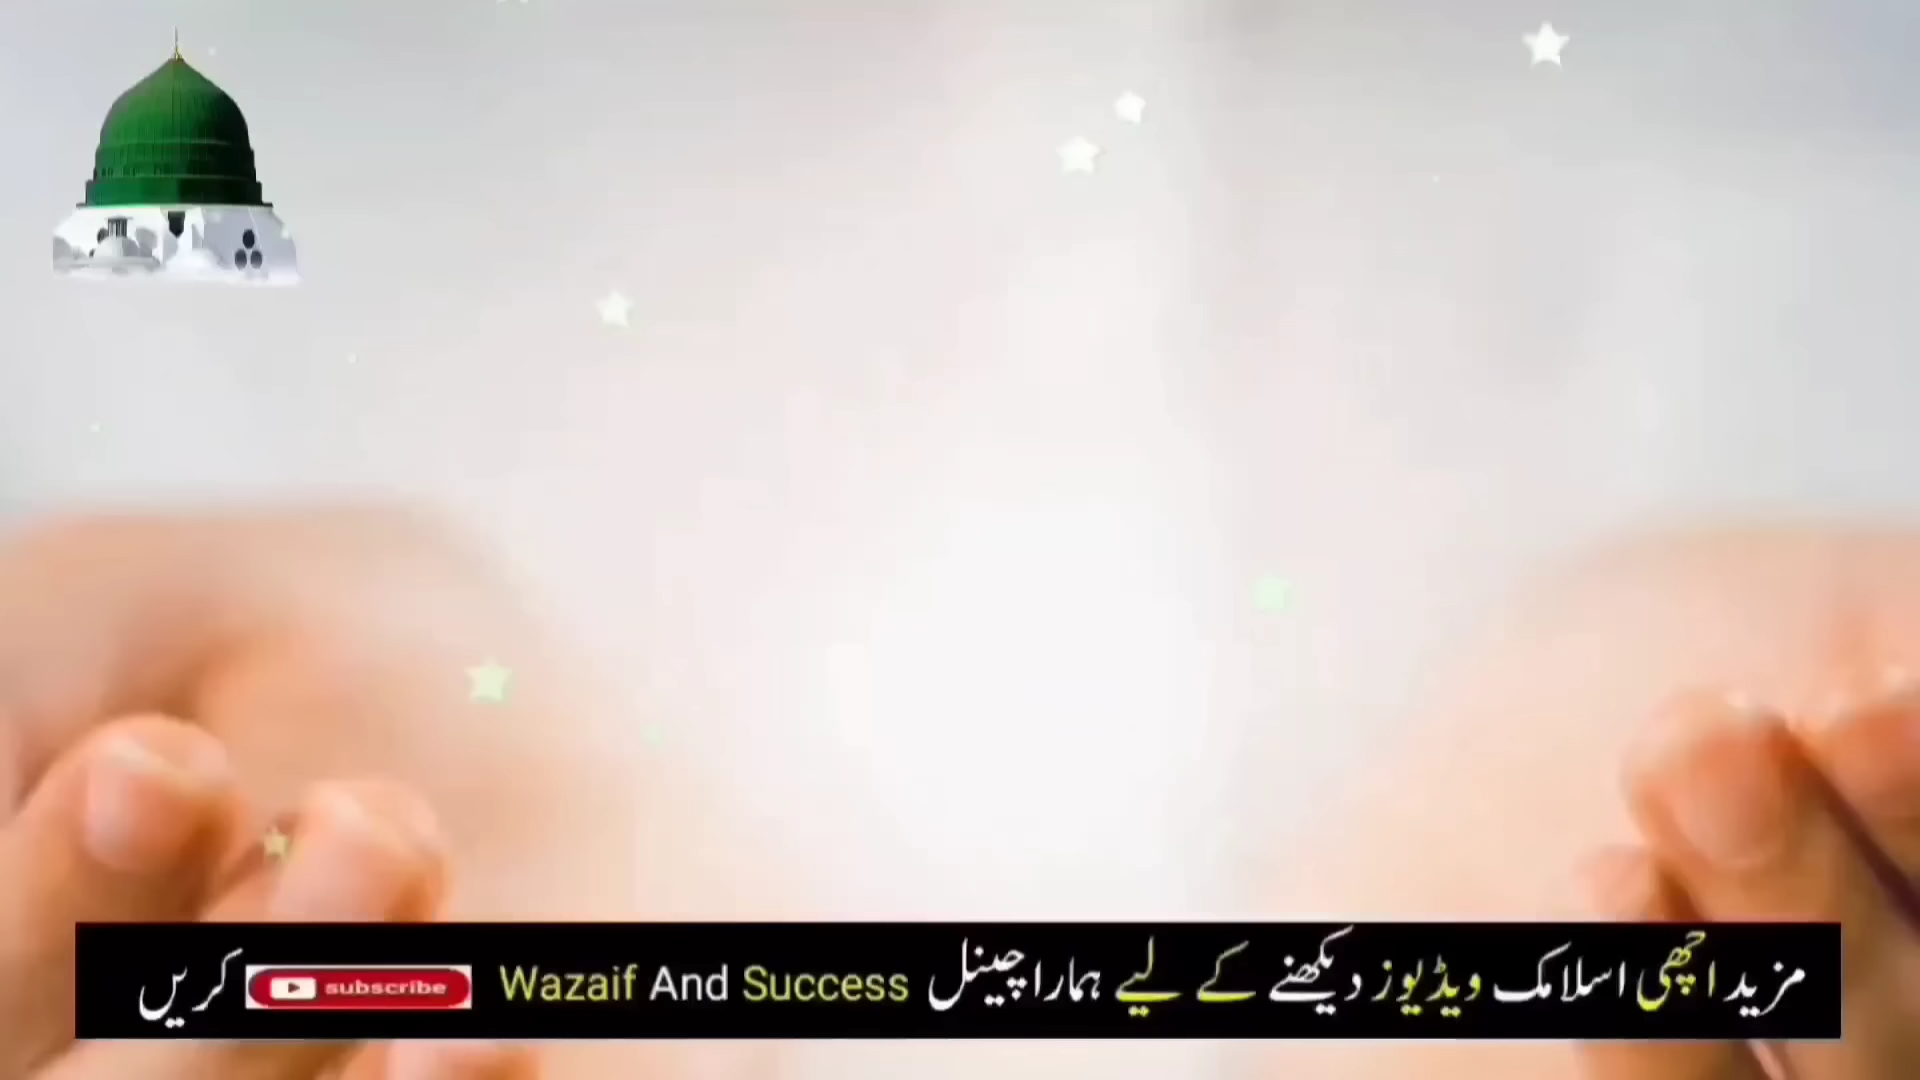 مزید اچھی اسلامک ویڈیوز دیکھنے کے لیے ہمارا چینل Wazaif And Success subscribe کریں